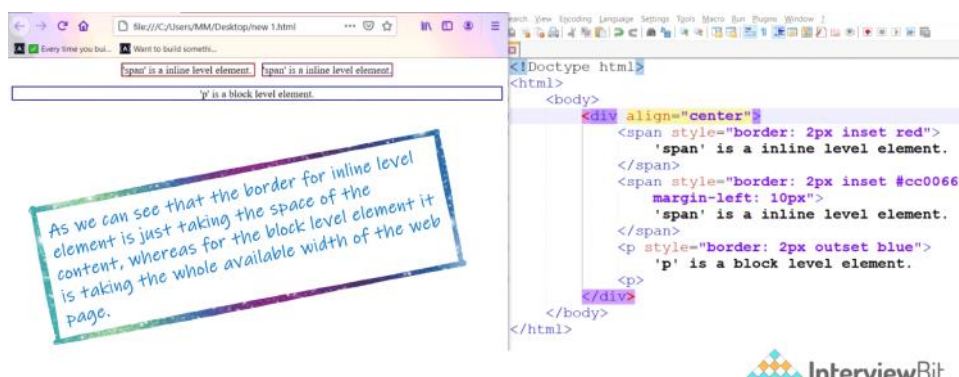 file:///C:/Users/MM/Desktop/new 1.html
Every time you bui...
Want to build somethi...
'span' is a inline level element. 'span' is a inline level element.
'p' is a block level element.
As we can see that the border for inline level
element is just taking the space of the
content, whereas for the block level element it
is taking the whole available width of the web
page.
earch View Encoding Language Settings Tools Macro Run Plugins Window ?
<!Doctype html>
<html>
<body>
<div align="center">
<span style="border: 2px inset red">
'span' is a inline level element.
</span>
<span style="border: 2px inset #cc0066
margin-left: 10px">
'span' is a inline level element.
</span>
<p style="border: 2px outset blue">
'p' is a block level element.
<p>
</div>
</body>
</html>
InterviewBit